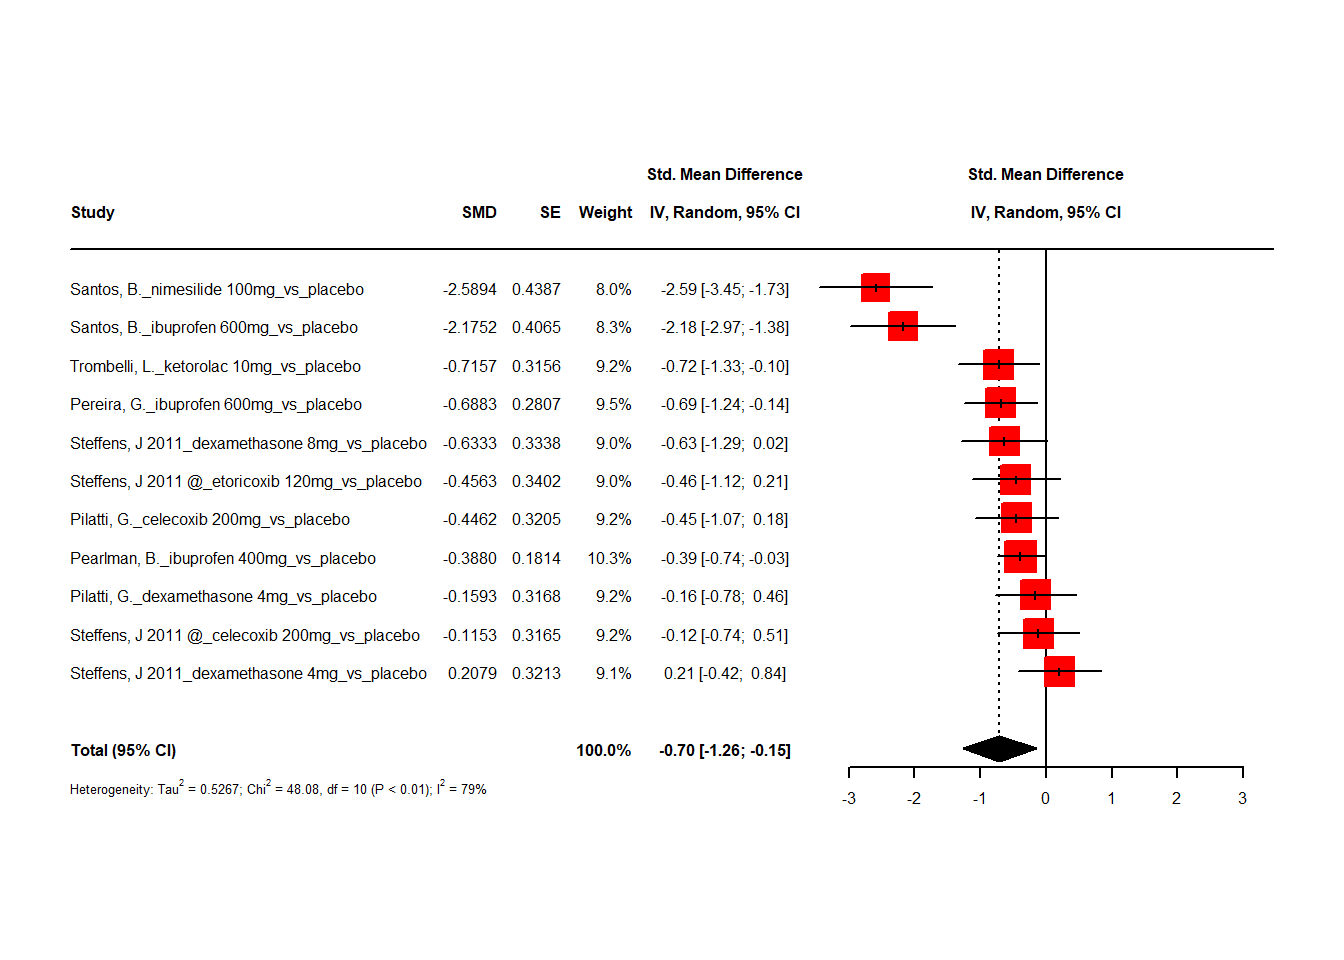 Std. Mean Difference Std. Mean Difference
Study SMD SE Weight IV, Random, 95% CI IV, Random, 95% CI
Santos, B._nimesilide 100mg_vs_placebo -2.5894 0.4387 8.0% -2.59 [-3.45; -1.73]
Santos, B._ibuprofen 600mg_vs_placebo -2.1752 0.4065 8.3% -2.18 [-2.97; -1.38]
Trombelli, L._ketorolac 10mg_vs_placebo -0.7157 0.3156 9.2% -0.72 [-1.33; -0.10]
Pereira, G._ibuprofen 600mg_vs_placebo -0.6883 0.2807 9.5% -0.69 [-1.24; -0.14]
Steffens, J 2011_dexamethasone 8mg_vs_placebo -0.6333 0.3338 9.0% -0.63 [-1.29; 0.02]
Steffens, J 2011 @_etoricoxib 120mg_vs_placebo -0.4563 0.3402 9.0% -0.46 [-1.12; 0.21]
Pilatti, G._celecoxib 200mg_vs_placebo -0.4462 0.3205 9.2% -0.45 [-1.07; 0.18]
Pearlman, B._ibuprofen 400mg_vs_placebo -0.3880 0.1814 10.3% -0.39 [-0.74; -0.03]
Pilatti, G._dexamethasone 4mg_vs_placebo -0.1593 0.3168 9.2% -0.16 [-0.78; 0.46]
Steffens, J 2011 @_celecoxib 200mg_vs_placebo -0.1153 0.3165 9.2% -0.12 [-0.74; 0.51]
Steffens, J 2011_dexamethasone 4mg_vs_placebo 0.2079 0.3213 9.1% 0.21 [-0.42; 0.84]
Total (95% CI) 100.0% -0.70 [-1.26; -0.15]
Heterogeneity: Tau² = 0.5267; Chi² = 48.08, df = 10 (P < 0.01); I² = 79%
-3 -2 -1 0 1 2 3